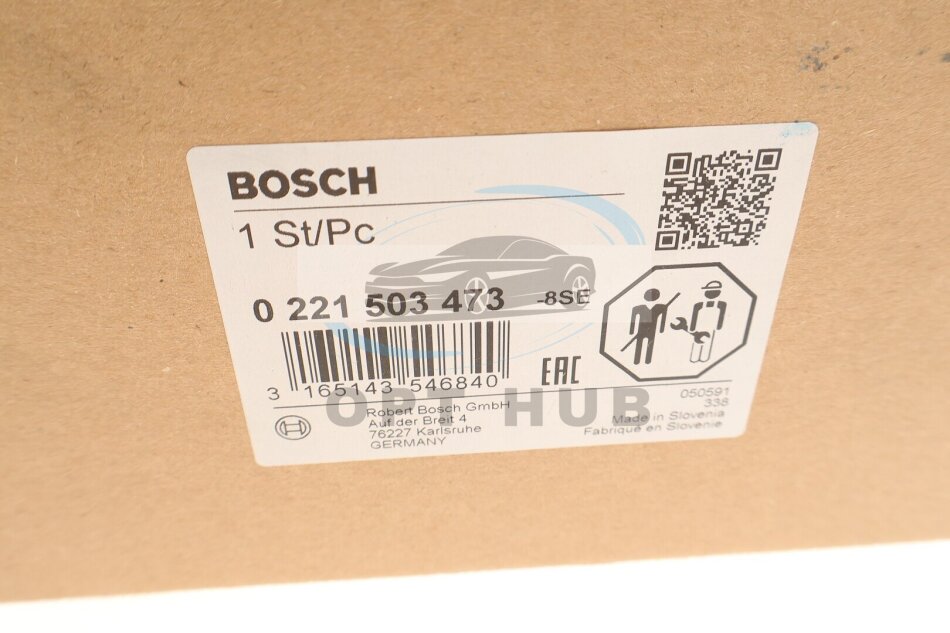 BOSCH
1 St/Pc
0 221 503 473 -8SE
3 165143 546840
EAC
OPT HUB
Robert Bosch GmbH
Auf der Breit 4
76227 Karlsruhe
GERMANY
050591
338
Made in Slovenia
Fabriqué en Slovenie